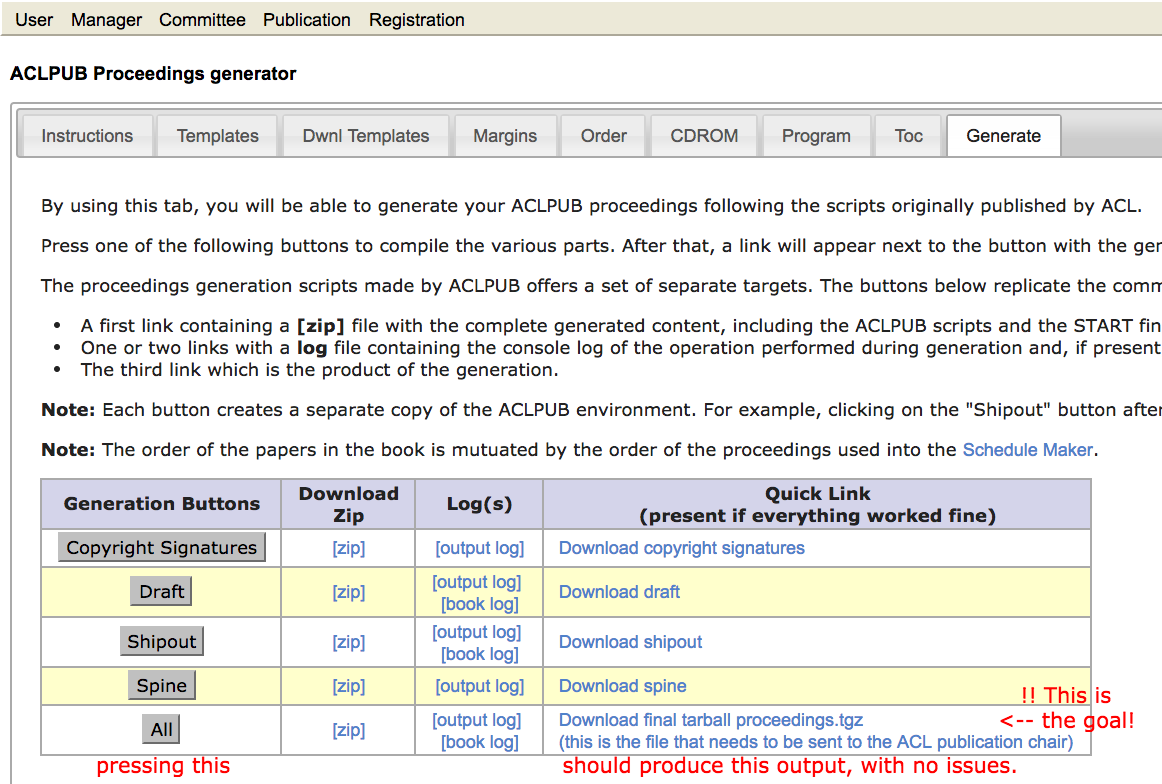 User Manager Committee Publication Registration
ACLPUB Proceedings generator
Instructions Templates Dwnl Templates Margins Order CDROM Program Toc Generate
By using this tab, you will be able to generate your ACLPUB proceedings following the scripts originally published by ACL.
Press one of the following buttons to compile the various parts. After that, a link will appear next to the button with the ger
The proceedings generation scripts made by ACLPUB offers a set of separate targets. The buttons below replicate the comm
• A first link containing a [zip] file with the complete generated content, including the ACLPUB scripts and the START fin
• One or two links with a log file containing the console log of the operation performed during generation and, if present
• The third link which is the product of the generation.
Note: Each button creates a separate copy of the ACLPUB environment. For example, clicking on the "Shipout" button after
Note: The order of the papers in the book is mutuated by the order of the proceedings used into the Schedule Maker.
Generation Buttons Download Zip Log(s) Quick Link (present if everything worked fine)
Copyright Signatures [zip] [output log] Download copyright signatures
Draft [zip] [output log] [book log] Download draft
Shipout [zip] [output log] [book log] Download shipout
Spine [zip] [output log] Download spine
!! This is
<-- the goal!
All [zip] [output log] [book log] Download final tarball proceedings.tgz
(this is the file that needs to be sent to the ACL publication chair)
pressing this should produce this output, with no issues.